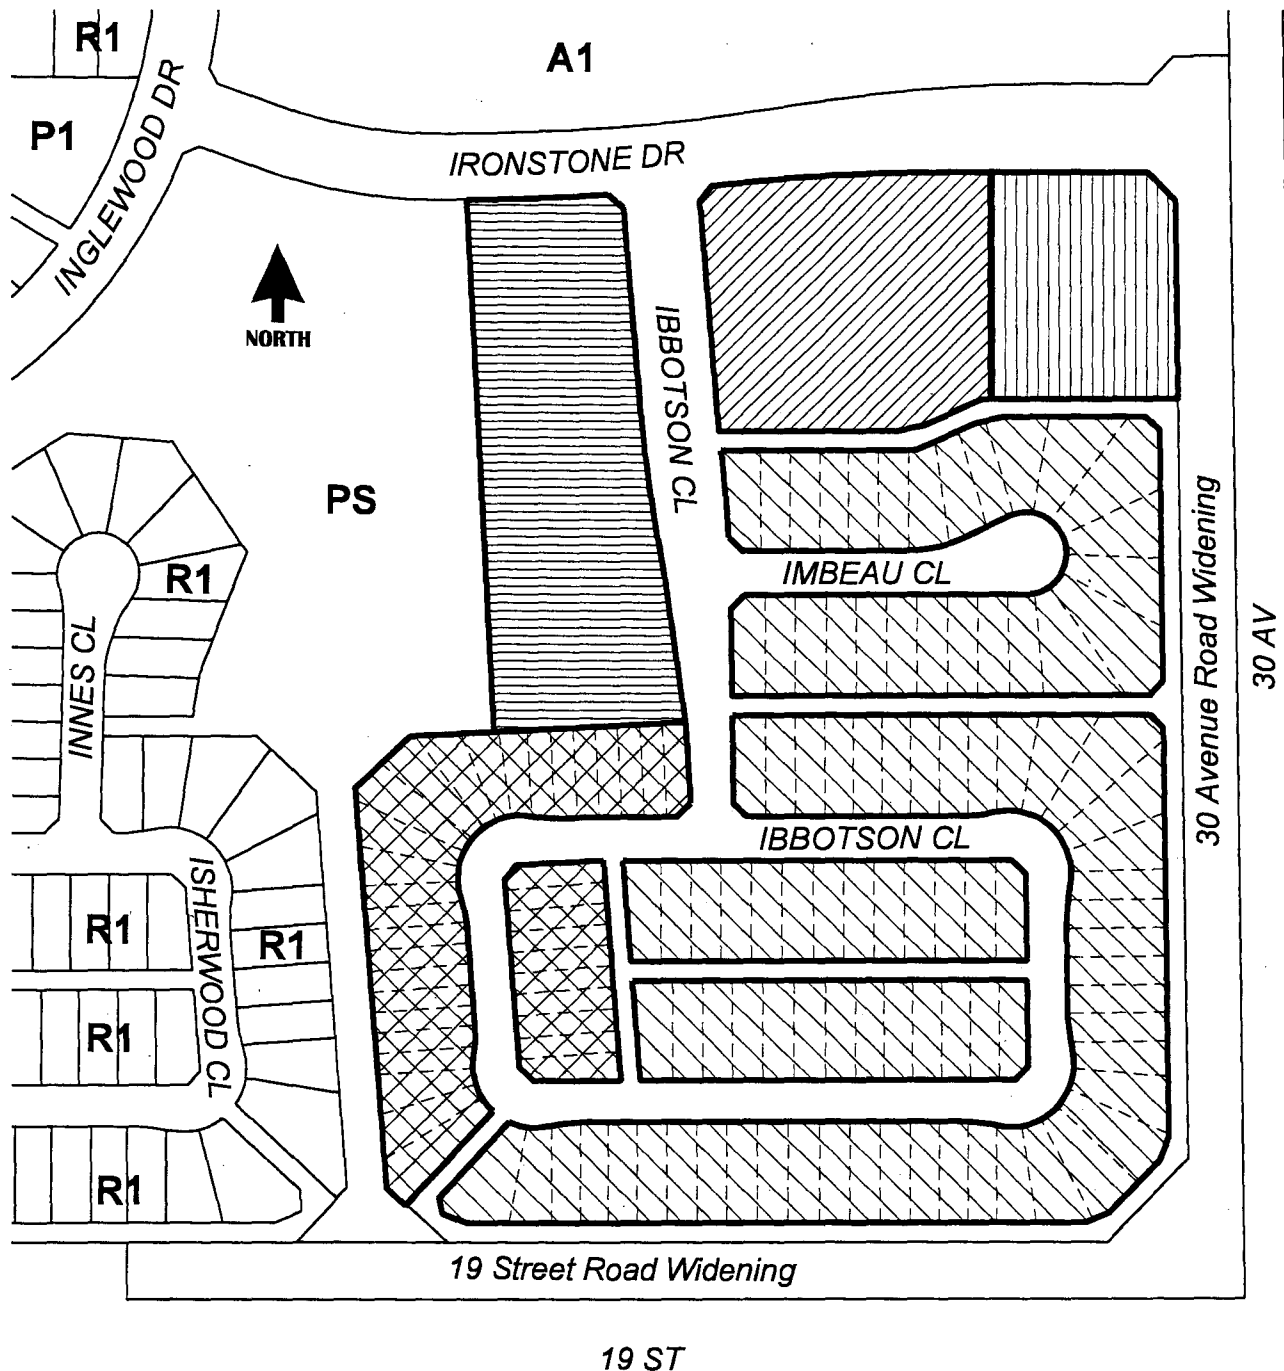 R1
A1
P1
INGLEWOOD DR
IRONSTONE DR
NORTH
IBBOTSON CL
PS
30 Avenue Road Widening
30 AV
IMBEAU CL
R1
INNES CL
IBBOTSON CL
ISHERWOOD CL
R1
R1
R1
R1
19 Street Road Widening
19 ST